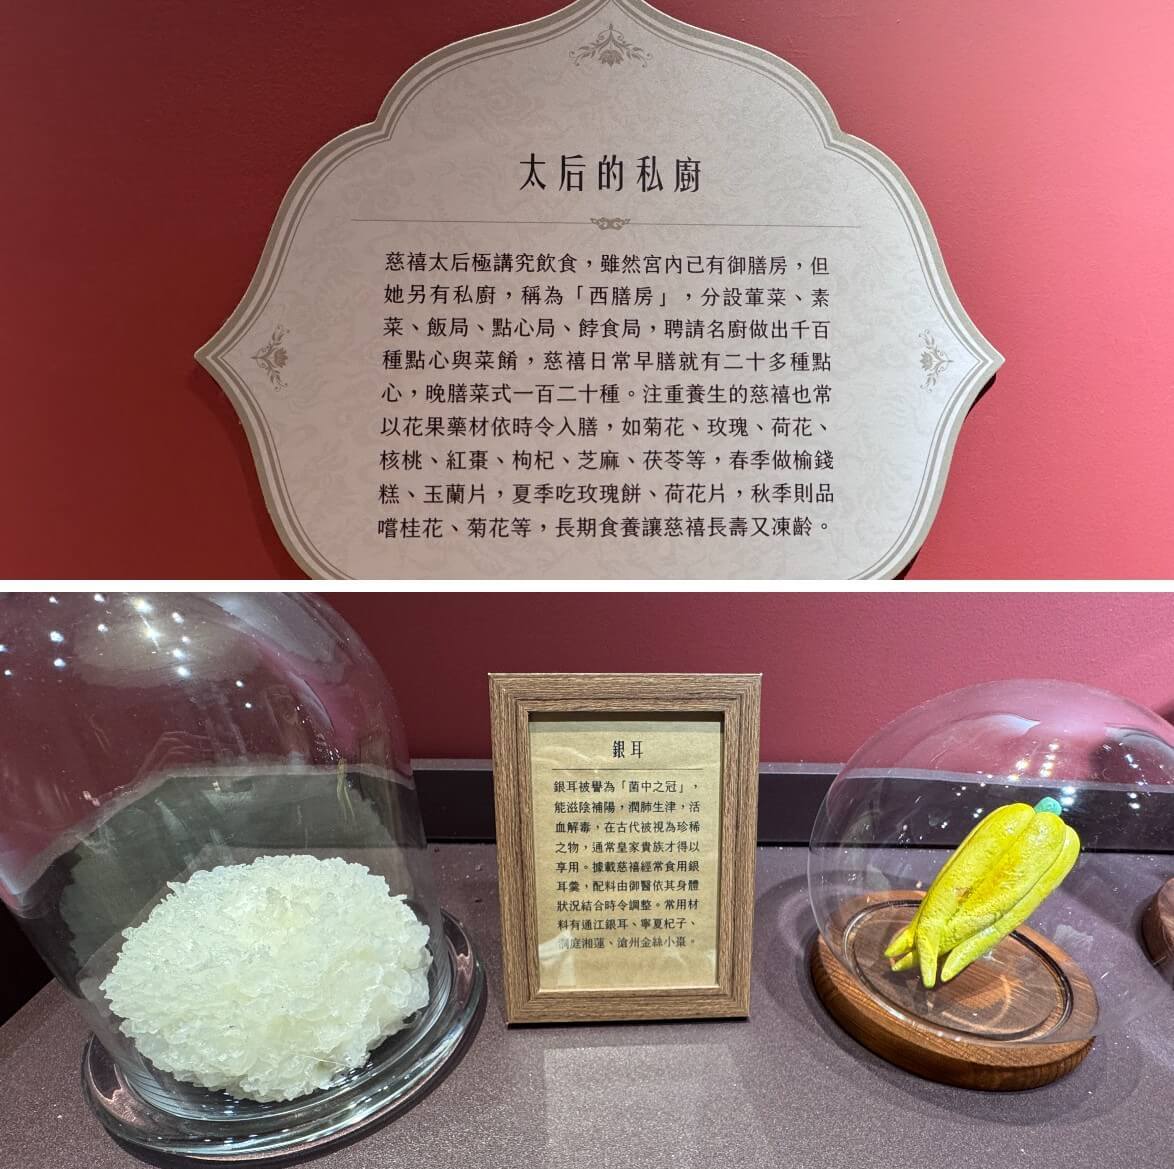 太后的私廚
慈禧太后極講究飲食，雖然宮內已有御膳房，但
她另有私廚，稱為「西膳房」，分設葷菜、素
菜、飯局、點心局、餑食局，聘請名廚做出千百
種點心與菜餚，慈禧日常早膳就有二十多種點
心，晚膳菜式一百二十種。注重養生的慈禧也常
以花果藥材依時令入膳，如菊花、玫瑰、荷花、
核桃、紅棗、枸杞、芝麻、茯苓等，春季做榆錢
糕、玉蘭片，夏季吃玫瑰餅、荷花片，秋季則品
嚐桂花、菊花等，長期食養讓慈禧長壽又凍齡。
銀耳
銀耳被譽為「菌中之冠」，
能滋陰補陽，潤肺生津，活
血解毒，在古代被視為珍稀
之物，通常皇家貴族才得以
享用。據載慈禧經常食用銀
耳羹，配料由御醫依其身體
狀況結合時令調整。常用材
料有通江銀耳、寧夏杞子、
洞庭湘蓮、滄州金絲小棗。